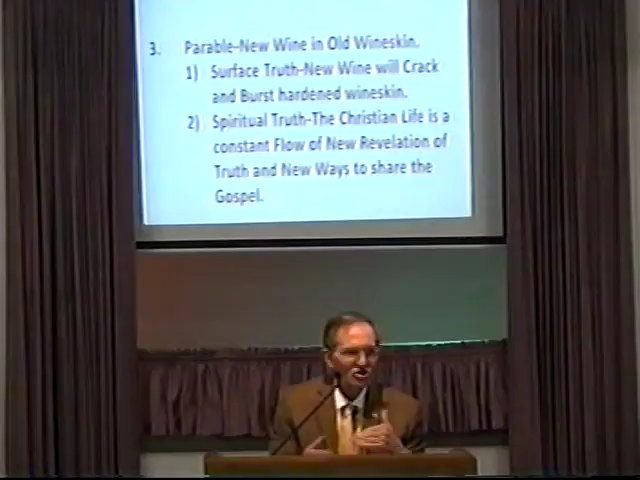 3. Parable-New Wine in Old Wineskin.
1) Surface Truth-New Wine will Crack
and Burst hardened wineskin.
2) Spiritual Truth-The Christian Life is a
constant Flow of New Revelation of
Truth and New Ways to share the
Gospel.